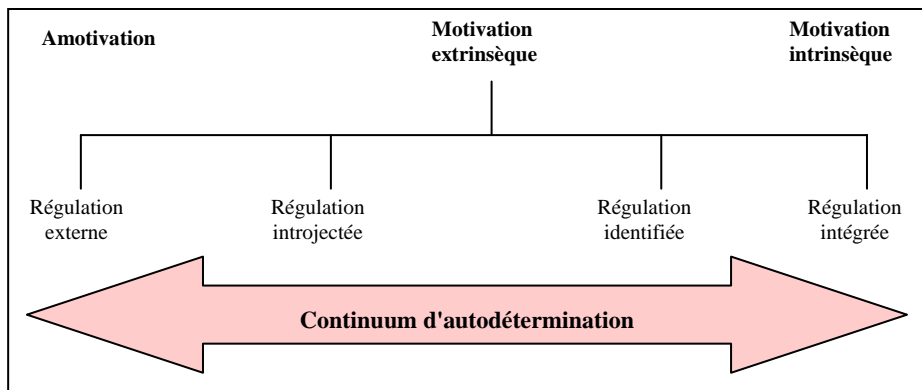 Amotivation
Motivation
extrinsèque
Motivation
intrinsèque
Régulation
externe
Régulation
introjectée
Régulation
identifiée
Régulation
intégrée
Continuum d'autodétermination